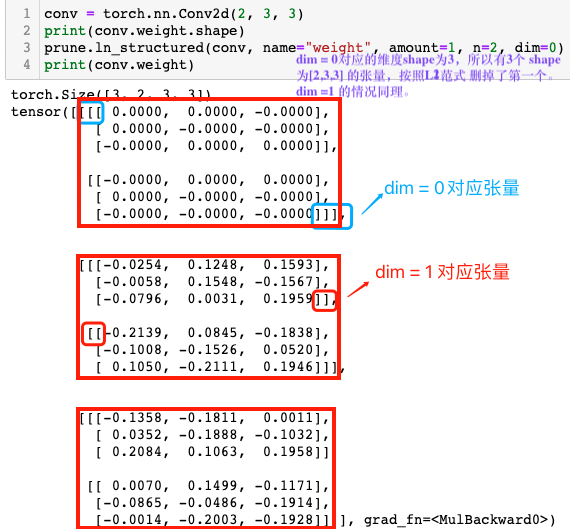 1 conv = torch.nn.Conv2d(2, 3, 3)
2 print(conv.weight.shape)
3 prune.ln_structured(conv, name="weight", amount=1, n=2, dim=0)
4 print(conv.weight)
dim = 0对应的维度shape为3，所以有3个 shape
为[2,3,3] 的张量，按照L2范式 删掉了第一个。
dim =1 的情况同理。
torch.Size([3, 2, 3, 3])
tensor([[[[ 0.0000,  0.0000, -0.0000],
[ 0.0000, -0.0000, -0.0000],
[-0.0000,  0.0000,  0.0000]],
[[-0.0000,  0.0000,  0.0000],
[ 0.0000, -0.0000,  0.0000],
[-0.0000, -0.0000, -0.0000]]],
dim = 0对应张量
[[[-0.0254,  0.1248,  0.1593],
[-0.0058,  0.1548, -0.1567],
[-0.0796,  0.0031,  0.1959]],
dim = 1对应张量
[[-0.2139,  0.0845, -0.1838],
[-0.1008, -0.1526,  0.0520],
[ 0.1050, -0.2111,  0.1946]]],
[[[-0.1358, -0.1811,  0.0011],
[ 0.0352, -0.1888, -0.1032],
[ 0.2084,  0.1063,  0.1958]]
[[ 0.0070,  0.1499, -0.1171],
[-0.0865, -0.0486, -0.1914],
[-0.0014, -0.2003, -0.1928]] ], grad_fn=<MulBackward0>)